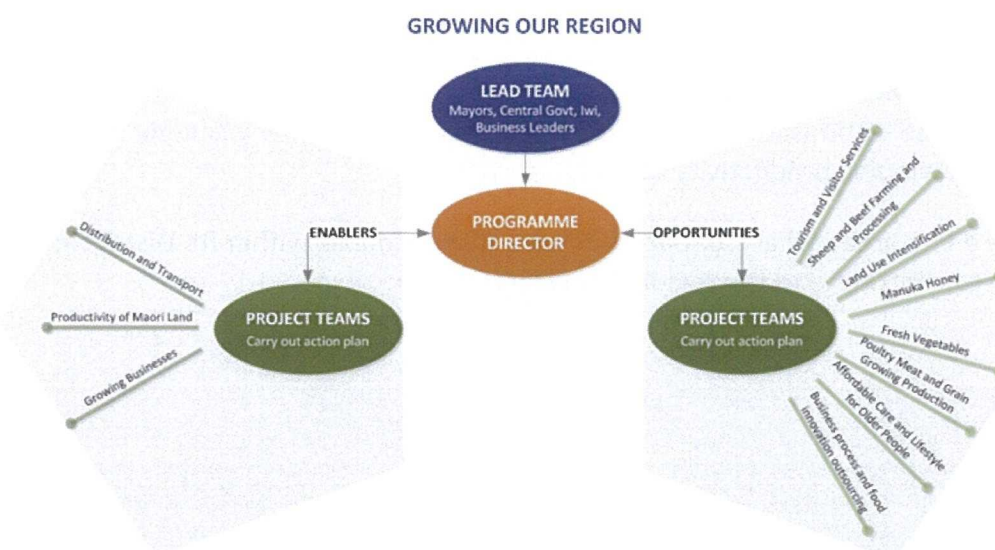 GROWING OUR REGION
LEAD TEAM
Mayors, Central Govt, Iwi,
Business Leaders
PROGRAMME
DIRECTOR
ENABLERS
OPPORTUNITIES
PROJECT TEAMS
Carry out action plan
Distribution and Transport
Productivity of Maori Land
Growing Businesses
PROJECT TEAMS
Carry out action plan
Tourism and Visitor Services
Sheep and Beef Farming and
Processing
Land Use Intensification
Manuka Honey
Fresh Vegetables
Poultry Meat and Grain
Growing Production
Affordable Care and Lifestyle
for Older People
Business process and food
innovation outsourcing